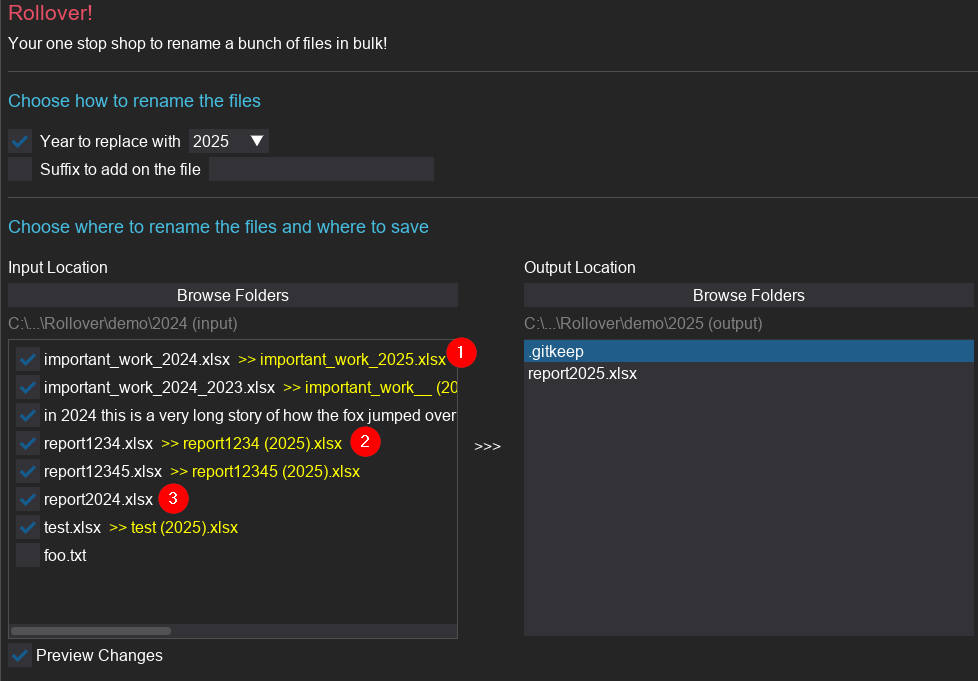 Rollover!
Your one stop shop to rename a bunch of files in bulk!
Choose how to rename the files
Year to replace with 2025
Suffix to add on the file
Choose where to rename the files and where to save
Input Location
Browse Folders
C:\...\Rollover\demo\2024 (input)
important_work_2024.xlsx >> important_work_2025.xlsx 1
important_work_2024_2023.xlsx >> important_work__ (20
in 2024 this is a very long story of how the fox jumped over
report1234.xlsx >> report1234 (2025).xlsx 2
report12345.xlsx >> report12345 (2025).xlsx
report2024.xlsx 3
test.xlsx >> test (2025).xlsx
foo.txt
Preview Changes
>>>
Output Location
Browse Folders
C:\...\Rollover\demo\2025 (output)
.gitkeep
report2025.xlsx